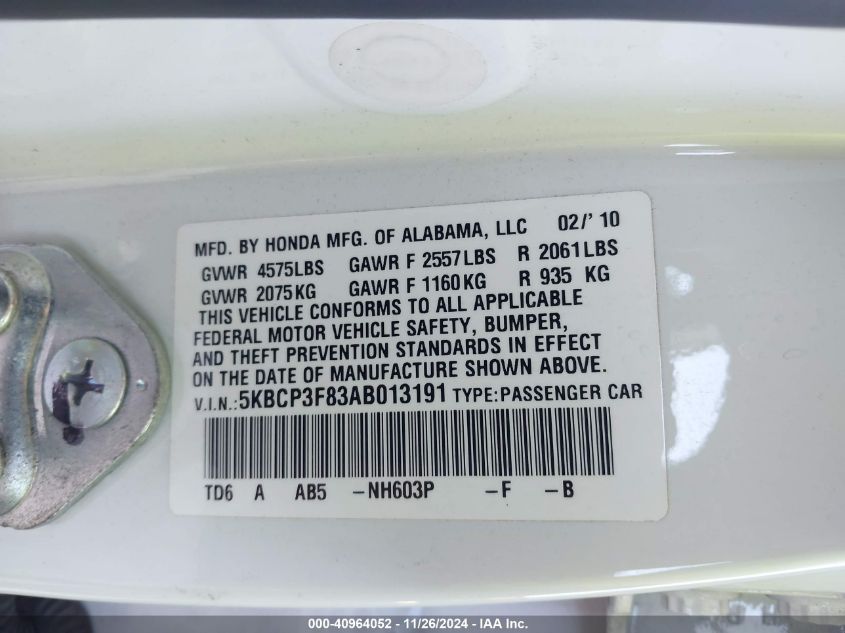 MFD. BY HONDA MFG. OF ALABAMA, LLC 02/' 10
GVWR 4575LBS GAWR F 2557LBS R 2061LBS
GVWR 2075KG GAWR F 1160KG R 935 KG
THIS VEHICLE CONFORMS TO ALL APPLICABLE
FEDERAL MOTOR VEHICLE SAFETY, BUMPER,
AND THEFT PREVENTION STANDARDS IN EFFECT
ON THE DATE OF MANUFACTURE SHOWN ABOVE.
V.I.N.:5KBCP3F83AB013191 TYPE:PASSENGER CAR
TD6 A AB5 -NH603P -F -B
000-40964052 - 11/26/2024 - IAA Inc.